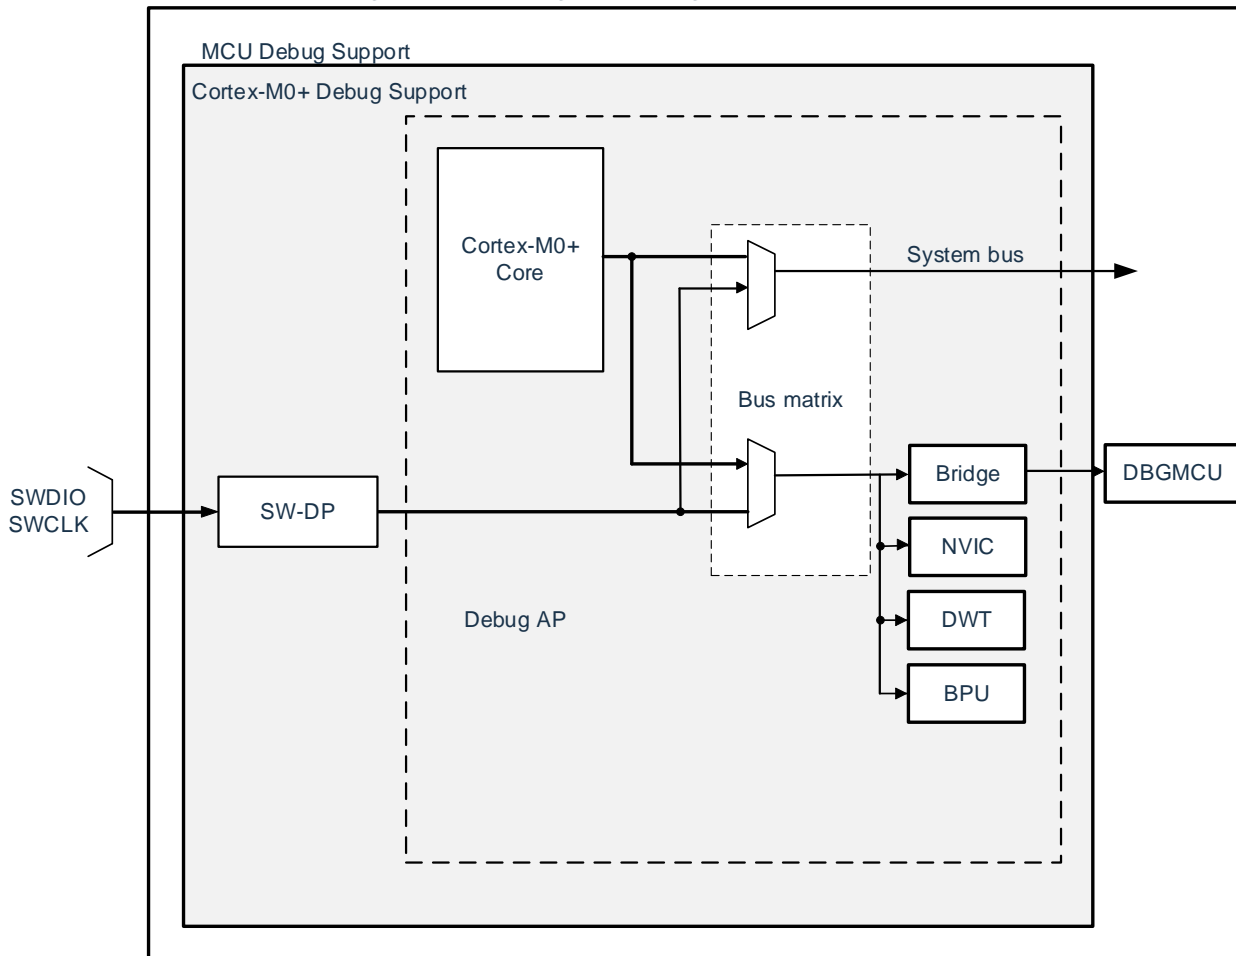 MCU Debug Support
Cortex-M0+ Debug Support
Cortex-M0+
Core
System bus
Bus matrix
SWDIO
SWCLK
SW-DP
Bridge
DBGMCU
NVIC
Debug AP
DWT
BPU